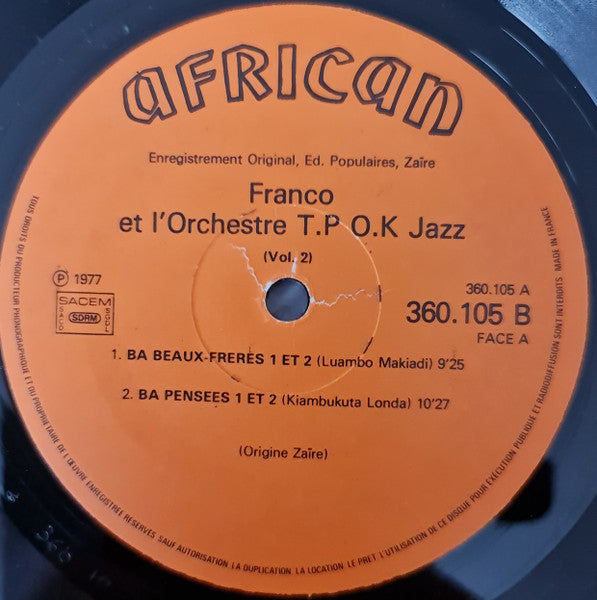 AFRICAN
Enregistrement Original, Ed. Populaires, Zaïre
Franco
et l'Orchestre T.P O.K Jazz
(Vol. 2)
℗ 1977
360.105 A
SACEM
SACD
SDRM
SGDL
360.105 B
FACE A
1. BA BEAUX-FRERES 1 ET 2 (Luambo Makiadi) 9'25
2. BA PENSEES 1 ET 2 (Kiambukuta Londa) 10'27
(Origine Zaïre)
TOUS DROITS DU PRODUCTEUR PHONOGRAPHIQUE ET DU PROPRIETAIRE DE L'ŒUVRE ENREGISTREE RESERVES SAUF AUTORISATION LA DUPLICATION LA LOCATION LE PRET L'UTILISATION DE CE DISQUE POUR EXECUTION PUBLIQUE ET RADIODIFFUSION SONT INTERDITS MADE IN FRANCE